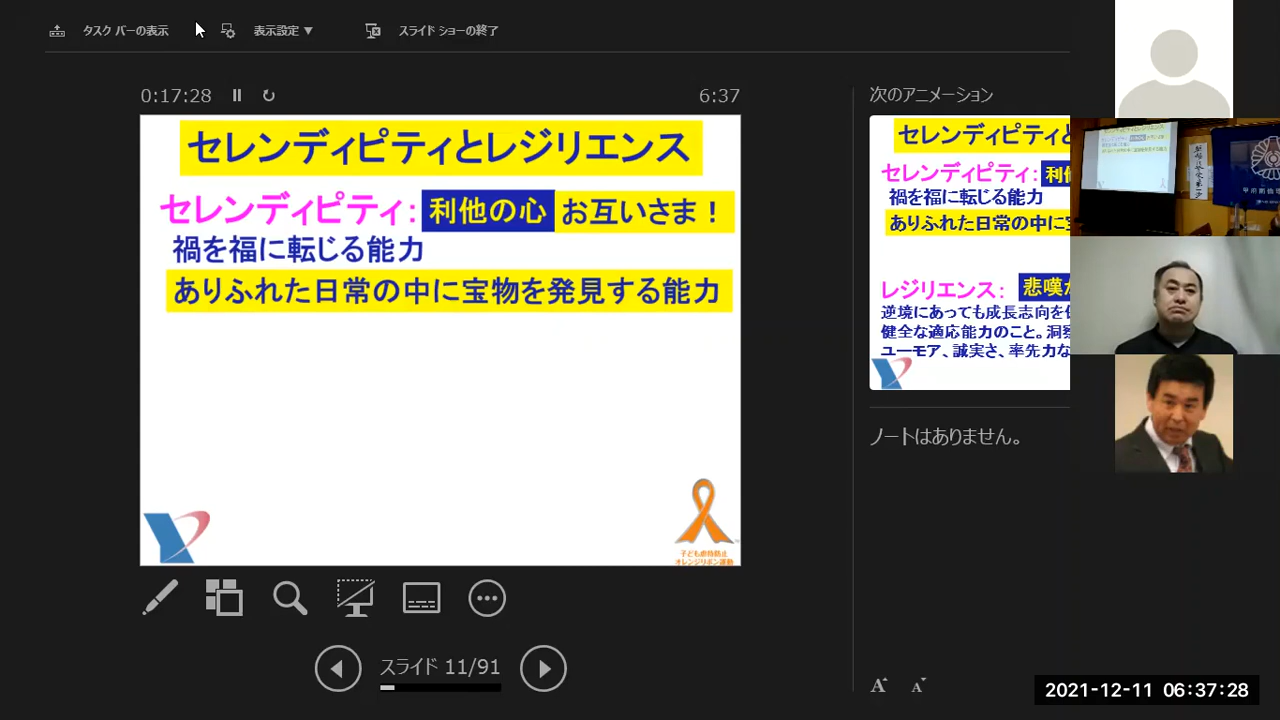 タスク バーの表示
表示設定 ▼
スライド ショーの終了
0:17:28
6:37
セレンディピティとレジリエンス
セレンディピティ： 利他の心 お互いさま！
禍を福に転じる能力
ありふれた日常の中に宝物を発見する能力
子ども虐待防止
オレンジリボン運動
スライド 11/91
次のアニメーション
セレンディピティと
セレンディピティ： 利他
禍を福に転じる能力
ありふれた日常の中に
レジリエンス： 悲嘆
逆境にあっても成長志向を
健全な適応能力のこと。洞察
ユーモア、誠実さ、率先力な
ノートはありません。
2021-12-11 06:37:28